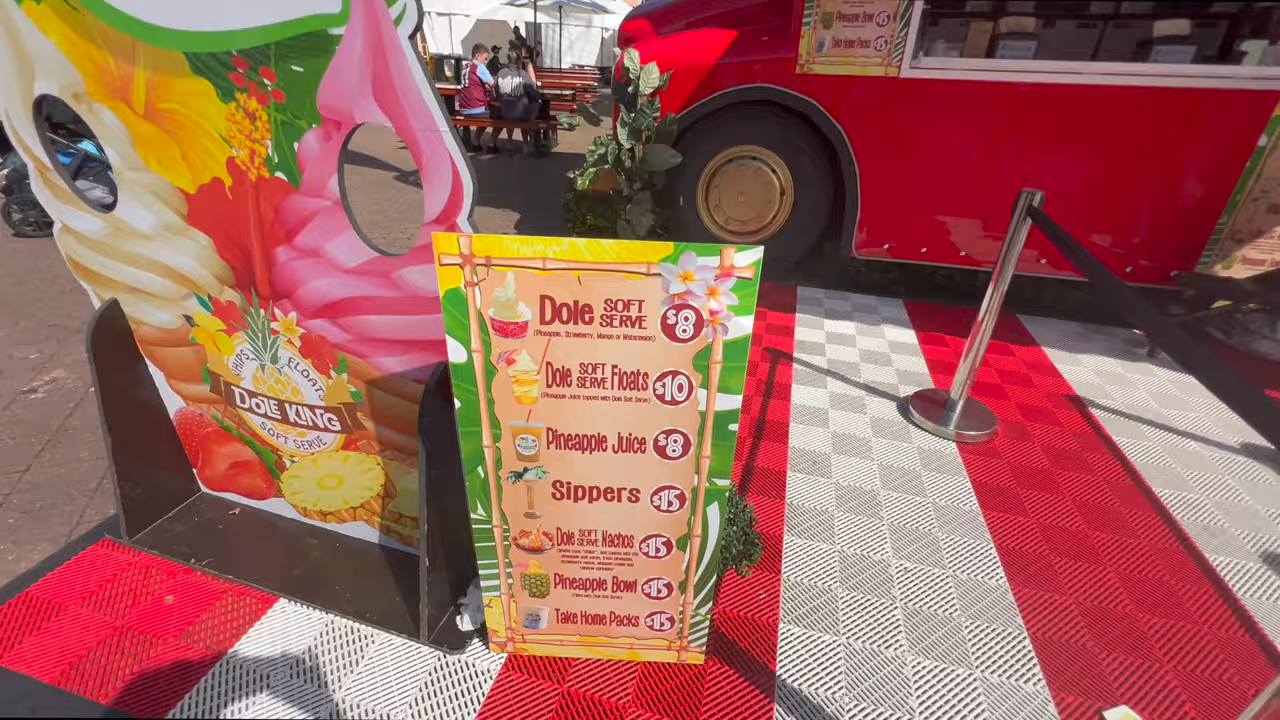 Pineapple Bowl $15
Take Home Packs $15
WHIPS FLOATS
DOLE KING
SOFT SERVE
Dole SOFT SERVE $8
(Pineapple, Strawberry, Mango or Watermelon)
Dole SOFT SERVE Floats $10
(Pineapple Juice topped with Dole Soft Serve)
Pineapple Juice $8
Sippers $15
Dole SOFT SERVE Nachos $15
Pineapple Bowl $15
(Filled with Dole Soft Serve)
Take Home Packs $15